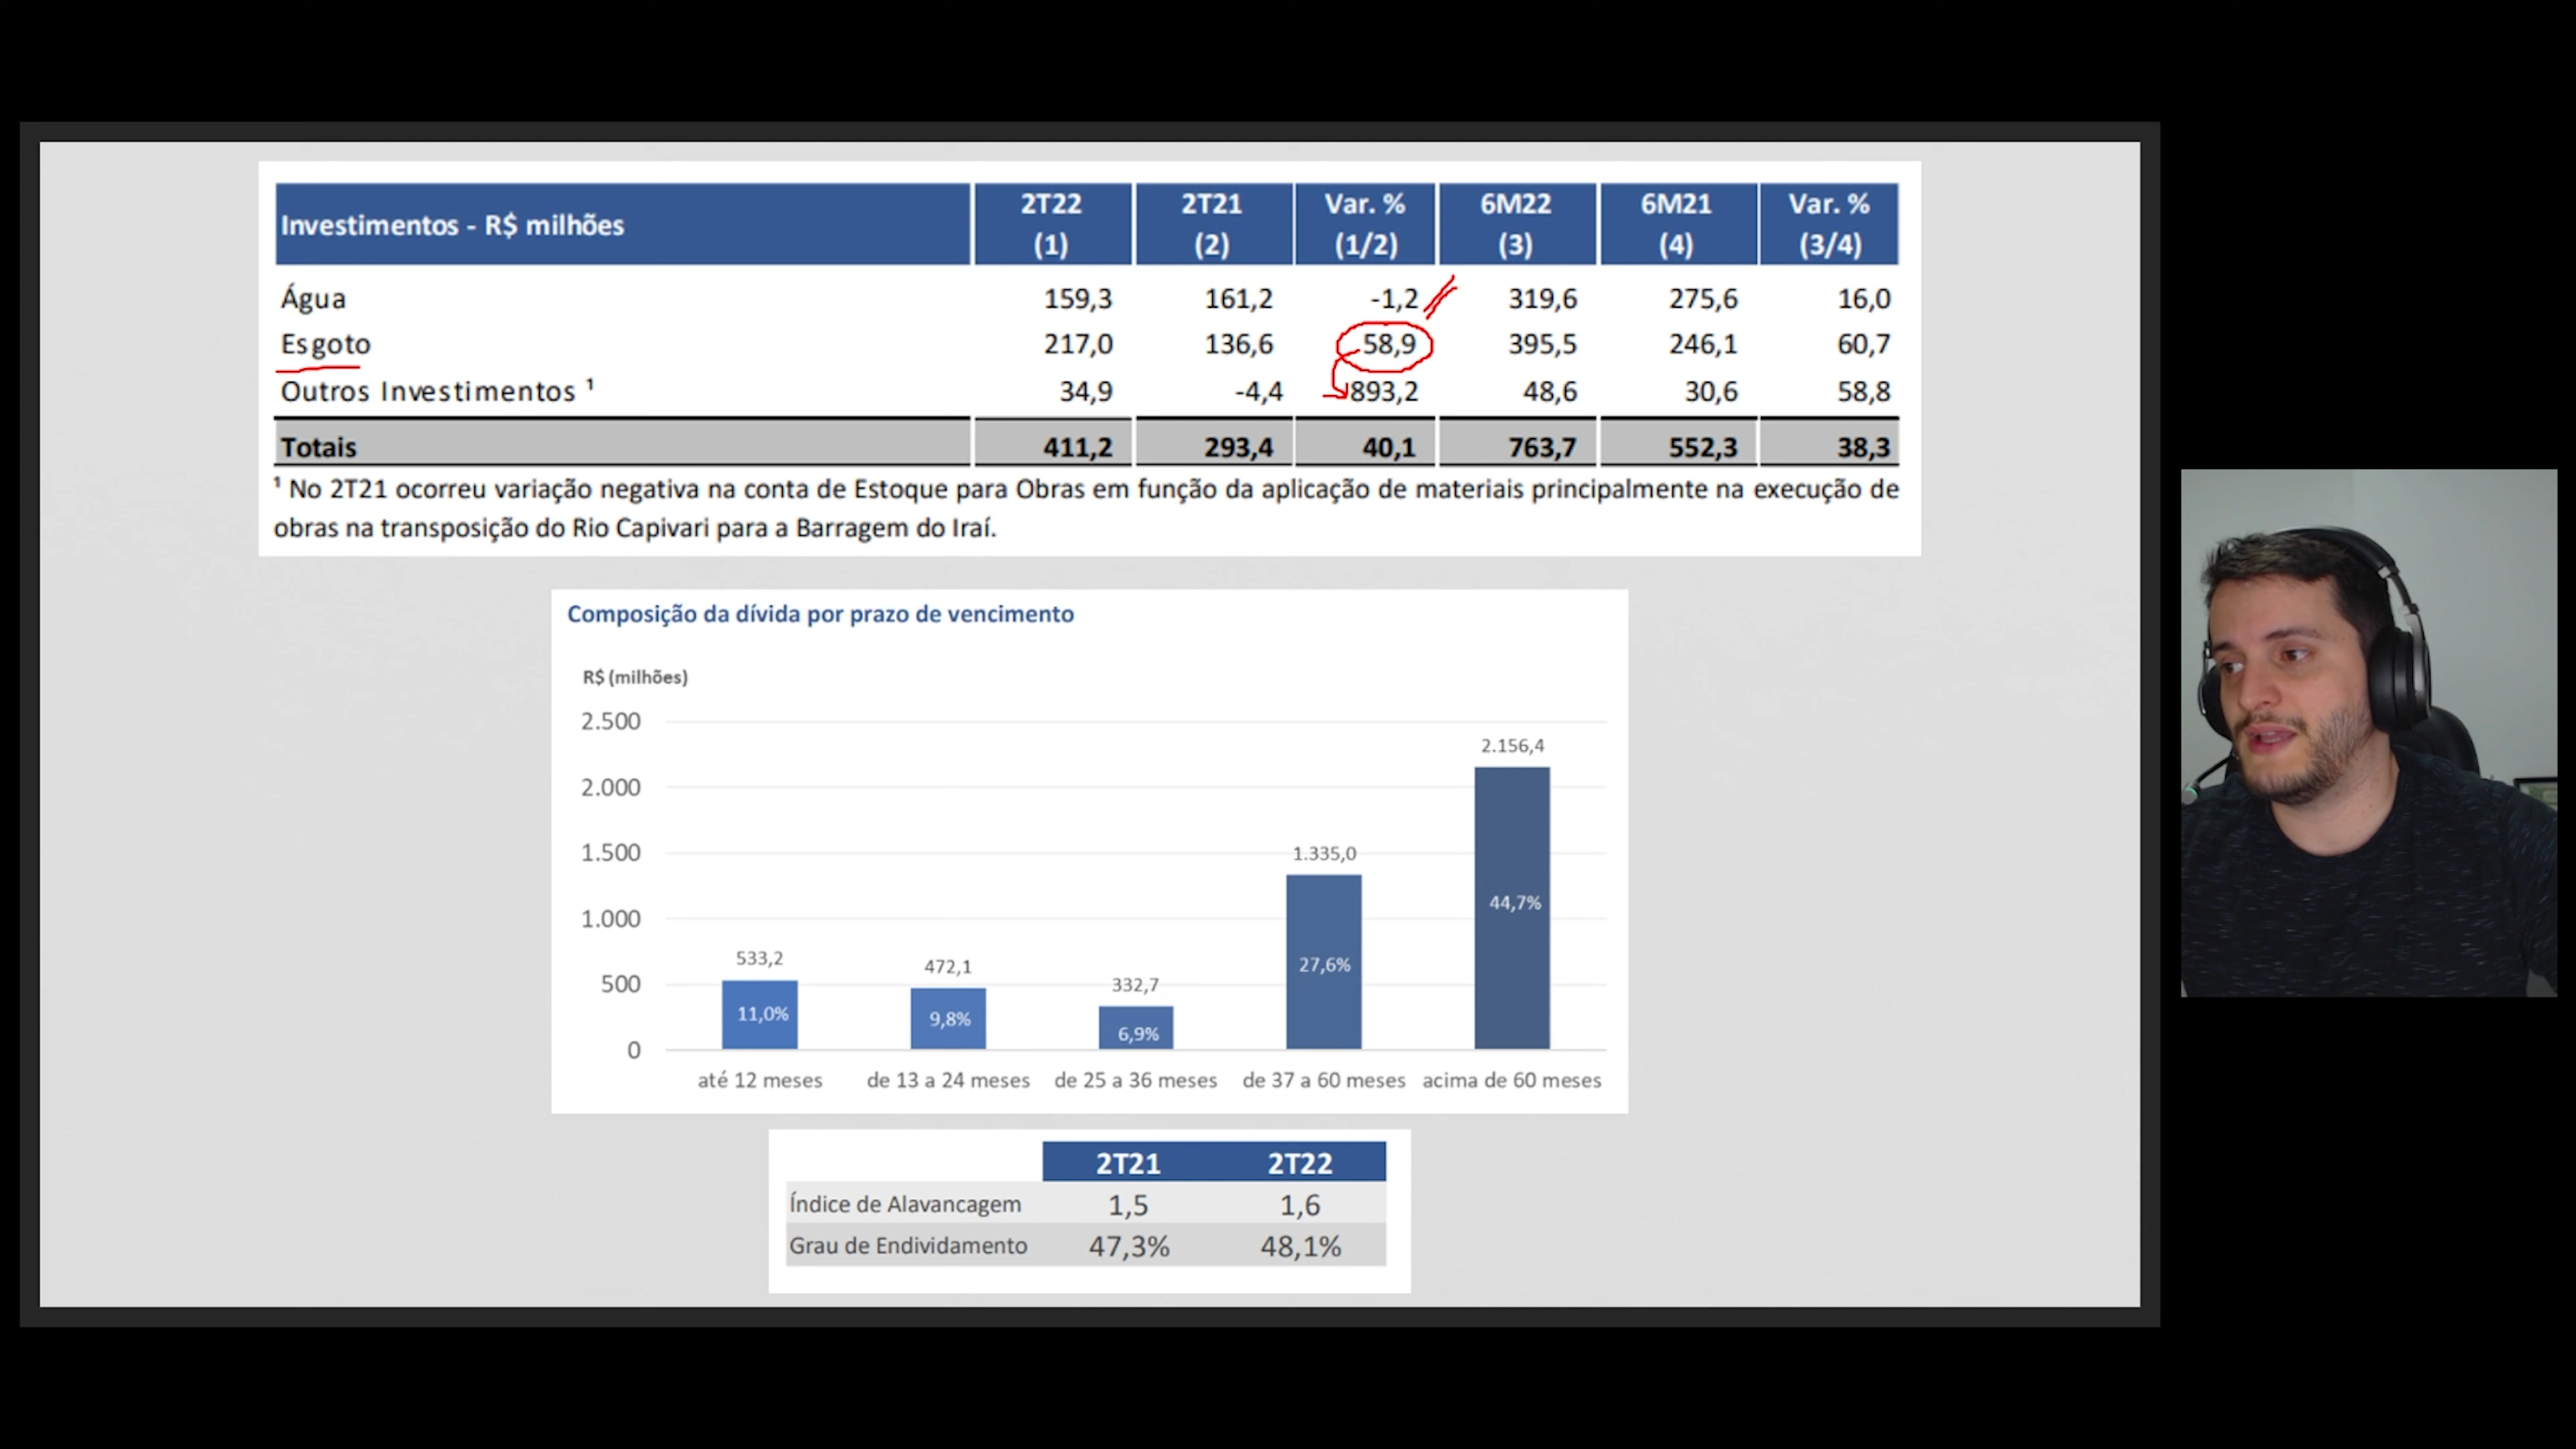 Investimentos - R$ milhões 2T22 (1) 2T21 (2) Var. % (1/2) 6M22 (3) 6M21 (4) Var. % (3/4)
Água 159,3 161,2 -1,2 319,6 275,6 16,0
Esgoto 217,0 136,6 58,9 395,5 246,1 60,7
Outros Investimentos ¹ 34,9 -4,4 893,2 48,6 30,6 58,8
Totais 411,2 293,4 40,1 763,7 552,3 38,3
¹ No 2T21 ocorreu variação negativa na conta de Estoque para Obras em função da aplicação de materiais principalmente na execução de
obras na transposição do Rio Capivari para a Barragem do Iraí.
Composição da dívida por prazo de vencimento
R$ (milhões)
2.500
2.000
1.500
1.000
500
0
533,2
11,0%
472,1
9,8%
332,7
6,9%
1.335,0
27,6%
2.156,4
44,7%
até 12 meses de 13 a 24 meses de 25 a 36 meses de 37 a 60 meses acima de 60 meses
2T21 2T22
Índice de Alavancagem 1,5 1,6
Grau de Endividamento 47,3% 48,1%